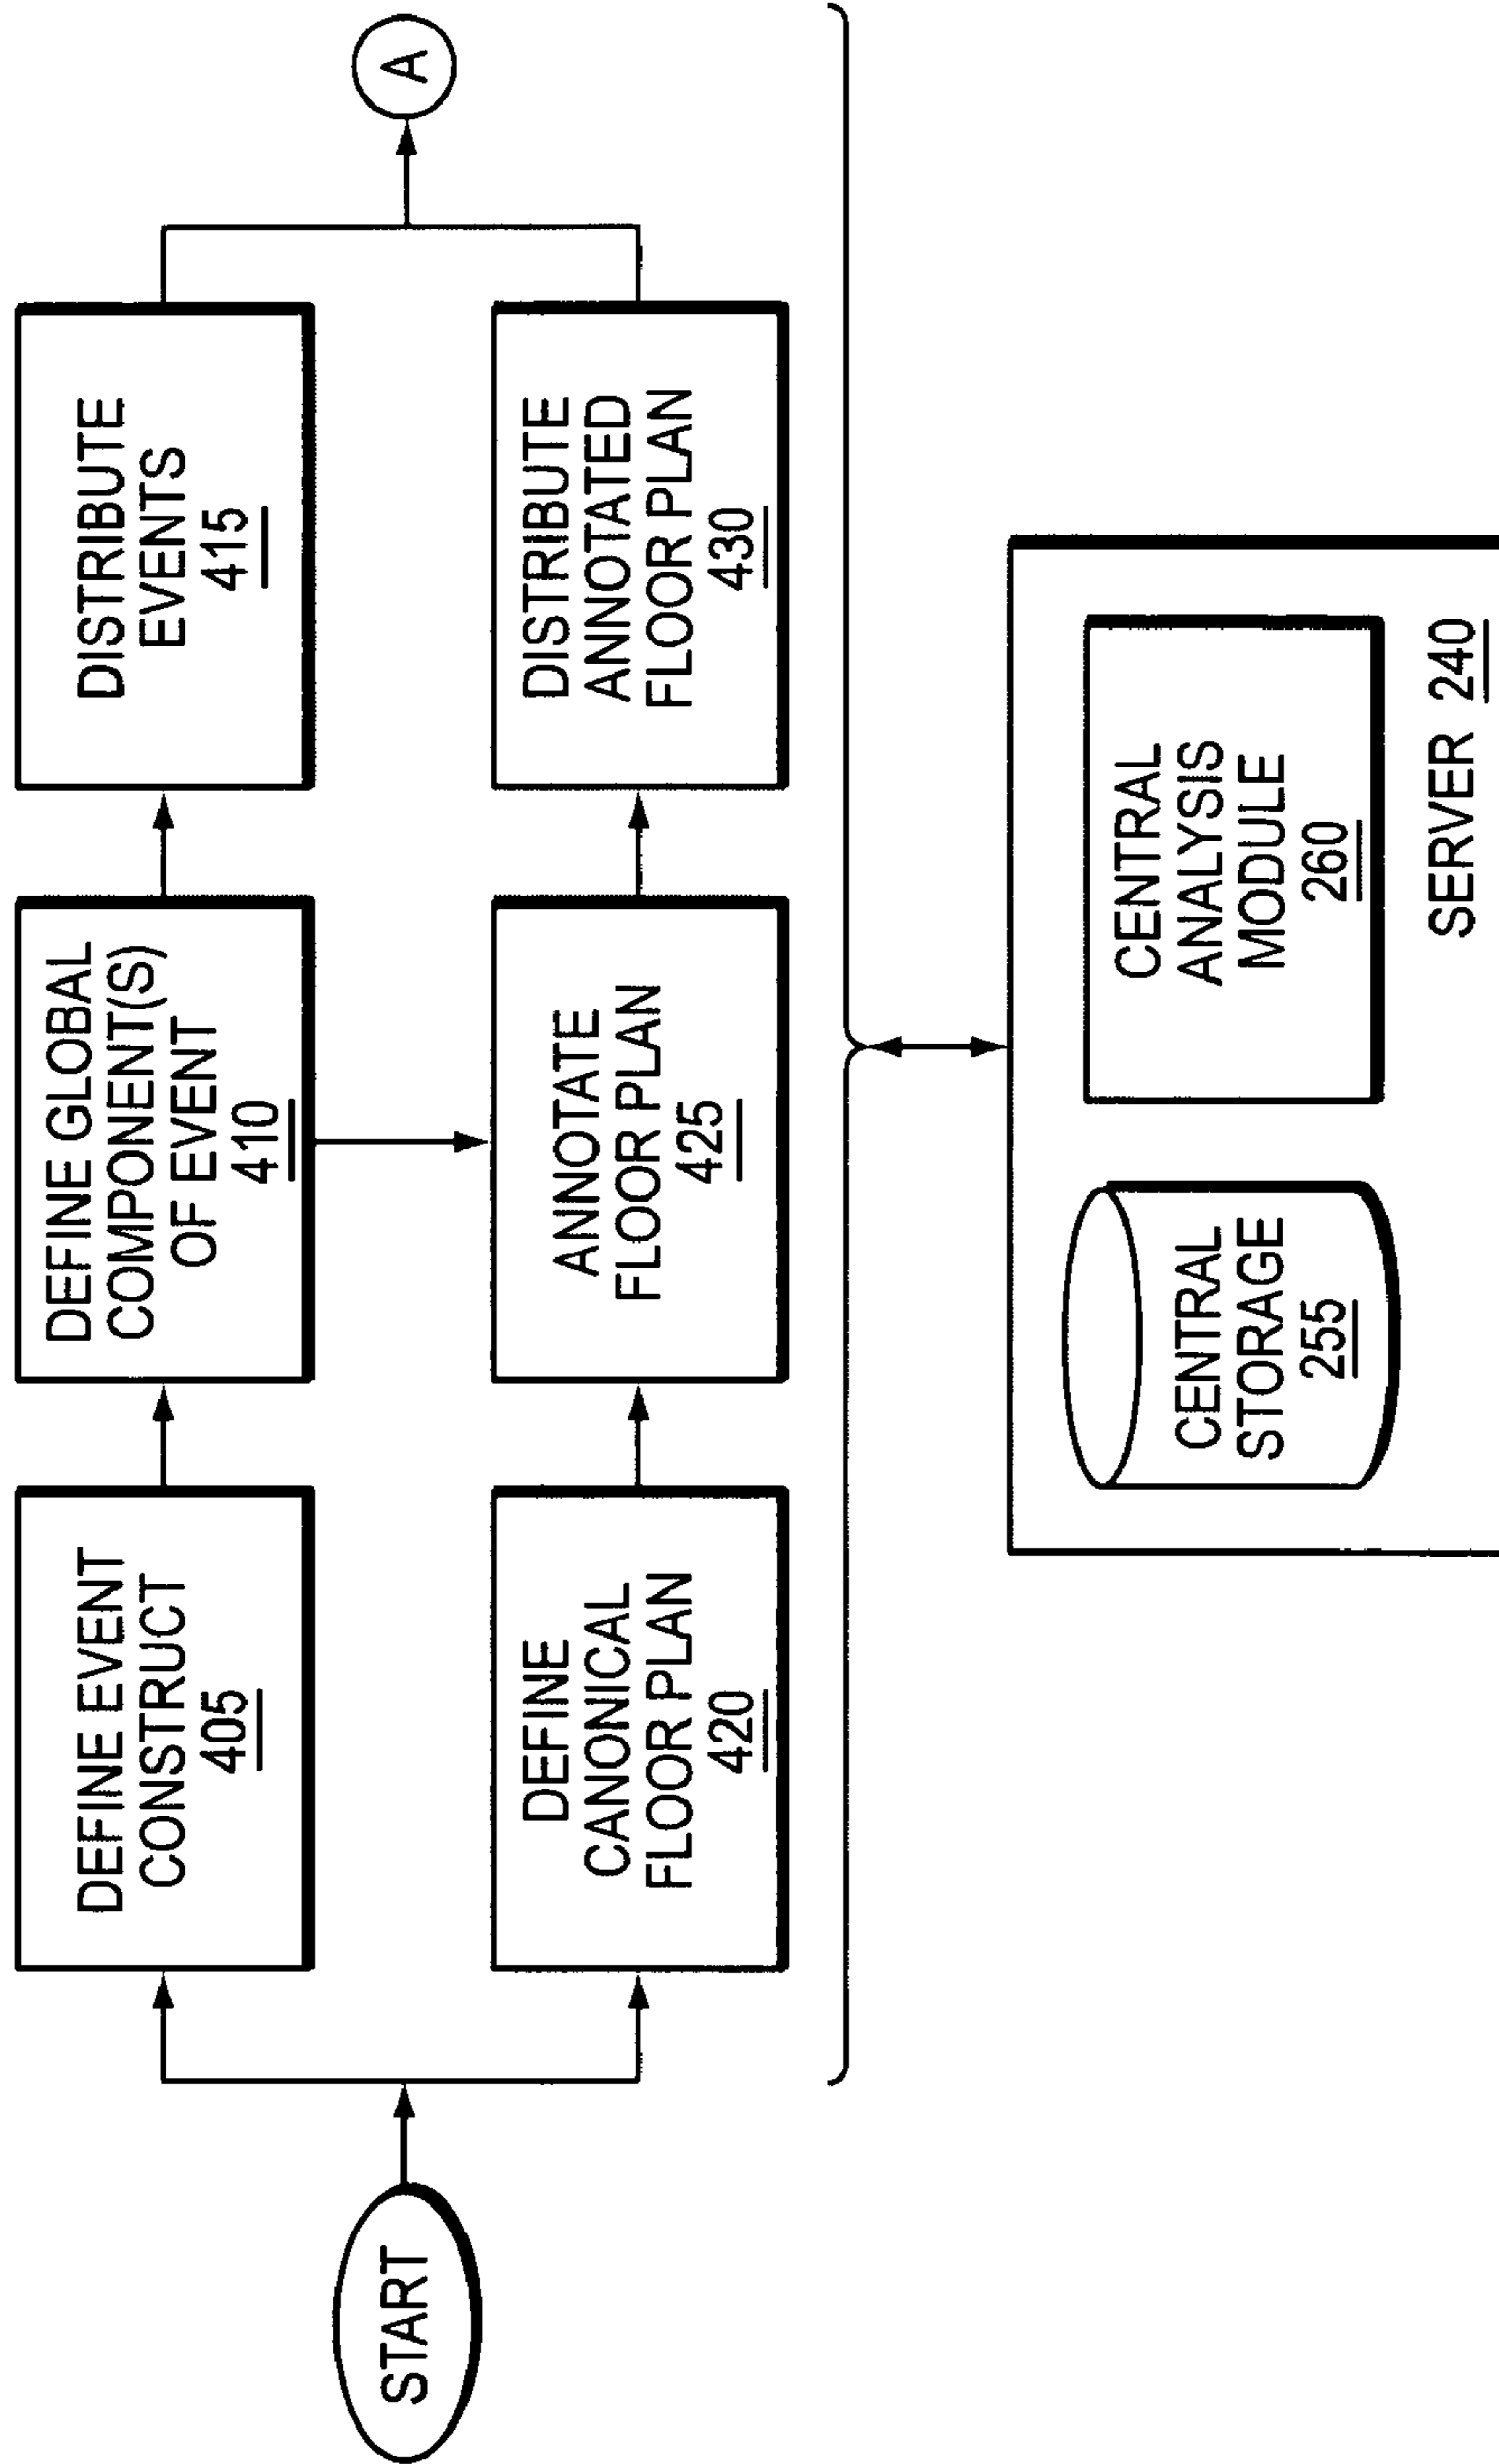 START
DEFINE EVENT
CONSTRUCT
405
DEFINE GLOBAL
COMPONENT(S)
OF EVENT
410
DISTRIBUTE
EVENTS
415
A
DEFINE
CANONICAL
FLOOR PLAN
420
ANNOTATE
FLOOR PLAN
425
DISTRIBUTE
ANNOTATED
FLOOR PLAN
430
CENTRAL
STORAGE
255
CENTRAL
ANALYSIS
MODULE
260
SERVER 240